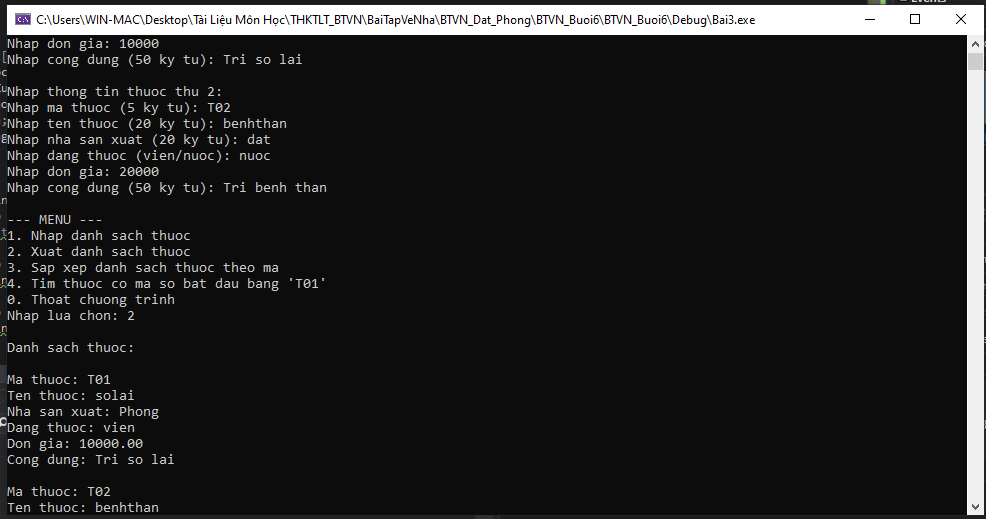 Events
C:\Users\WIN-MAC\Desktop\Tài Liệu Môn Học\THKTLT_BTVN\BaiTapVeNha\BTVN_Dat_Phong\BTVN_Buoi6\BTVN_Buoi6\Debug\Bai3.exe
Nhap don gia: 10000
Nhap cong dung (50 ky tu): Tri so lai
Nhap thong tin thuoc thu 2:
Nhap ma thuoc (5 ky tu): T02
Nhap ten thuoc (20 ky tu): benhthan
Nhap nha san xuat (20 ky tu): dat
Nhap dang thuoc (vien/nuoc): nuoc
Nhap don gia: 20000
Nhap cong dung (50 ky tu): Tri benh than
--- MENU ---
1. Nhap danh sach thuoc
2. Xuat danh sach thuoc
3. Sap xep danh sach thuoc theo ma
4. Tim thuoc co ma so bat dau bang 'T01'
0. Thoat chuong trinh
Nhap lua chon: 2
Danh sach thuoc:
Ma thuoc: T01
Ten thuoc: solai
Nha san xuat: Phong
Dang thuoc: vien
Don gia: 10000.00
Cong dung: Tri so lai
Ma thuoc: T02
Ten thuoc: benhthan